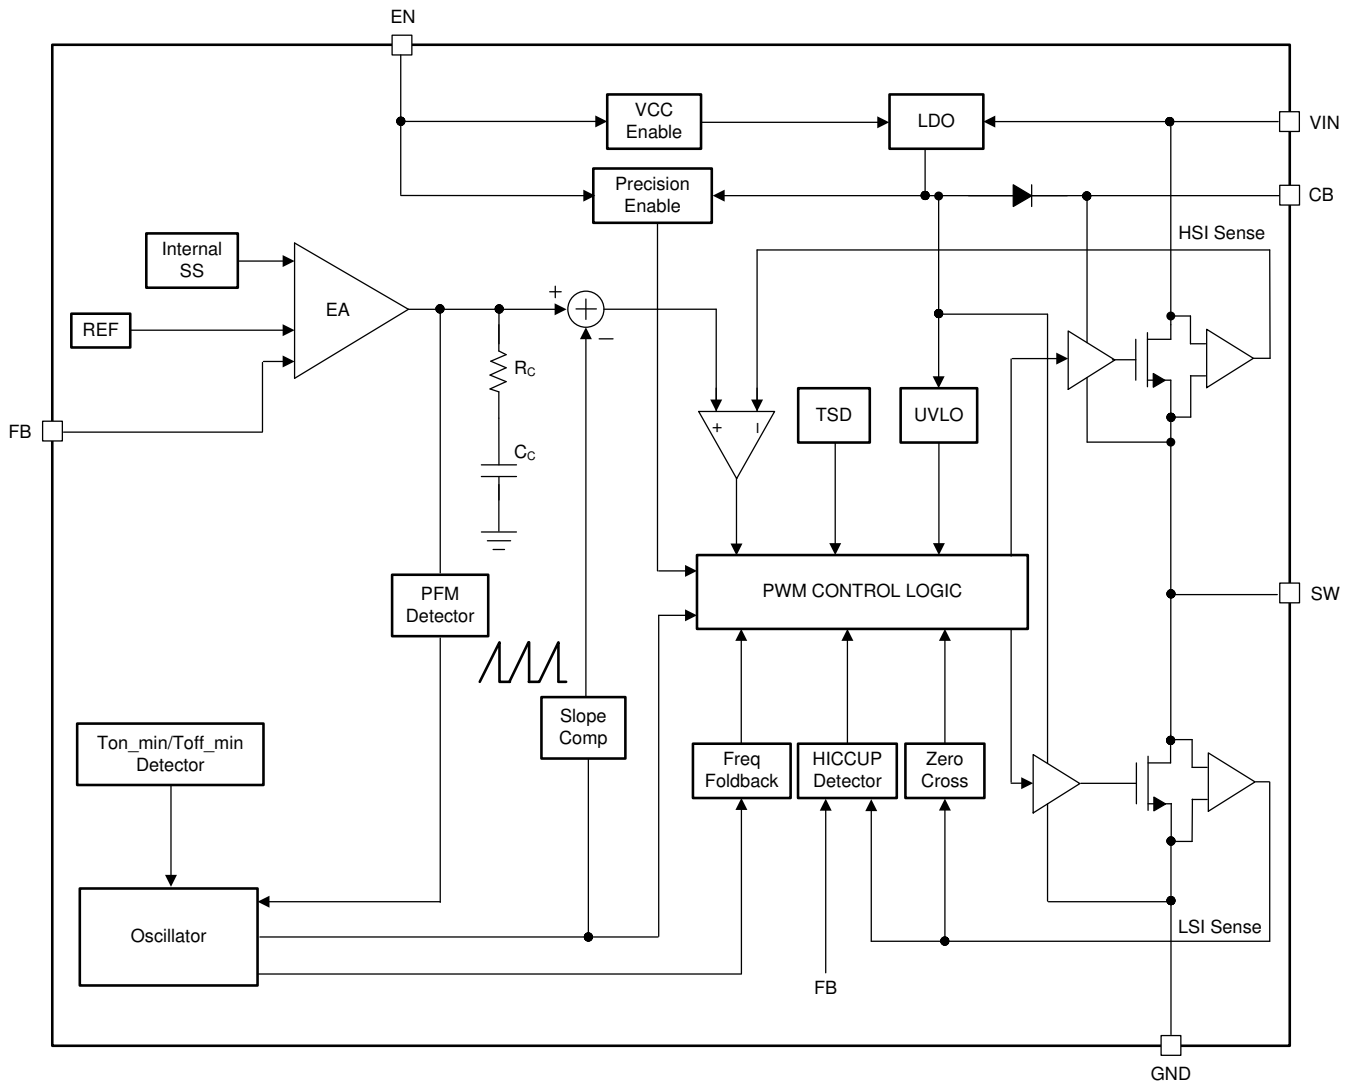 EN
VCC
Enable
LDO
VIN
Precision
Enable
CB
HSI Sense
Internal
SS
EA
+
+
−
REF
RC
FB
TSD
UVLO
+
−
CC
PWM CONTROL LOGIC
SW
PFM
Detector
Slope
Comp
Ton_min/Toff_min
Detector
Freq
Foldback
HICCUP
Detector
Zero
Cross
Oscillator
LSI Sense
FB
GND